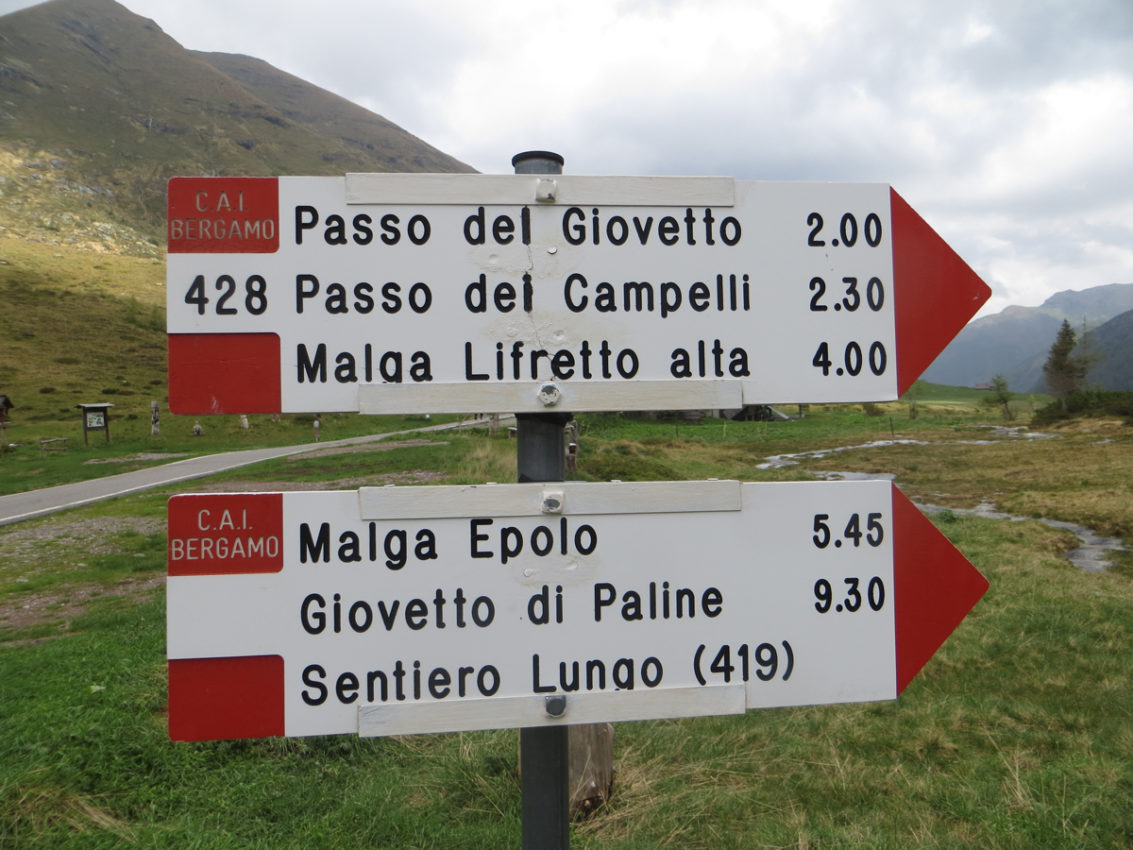 C.A.I.
BERGAMO
428
Passo del Giovetto 2.00
Passo dei Campelli 2.30
Malga Lifretto alta 4.00
C.A.I.
BERGAMO
Malga Epolo 5.45
Giovetto di Paline 9.30
Sentiero Lungo (419)